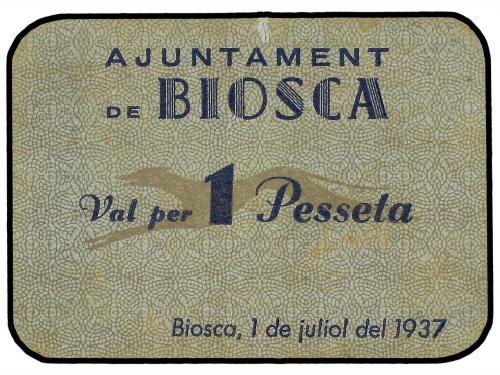 AJUNTAMENT
DE BIOSCA
Val per 1 Pesseta
Biosca, 1 de juliol del 1937